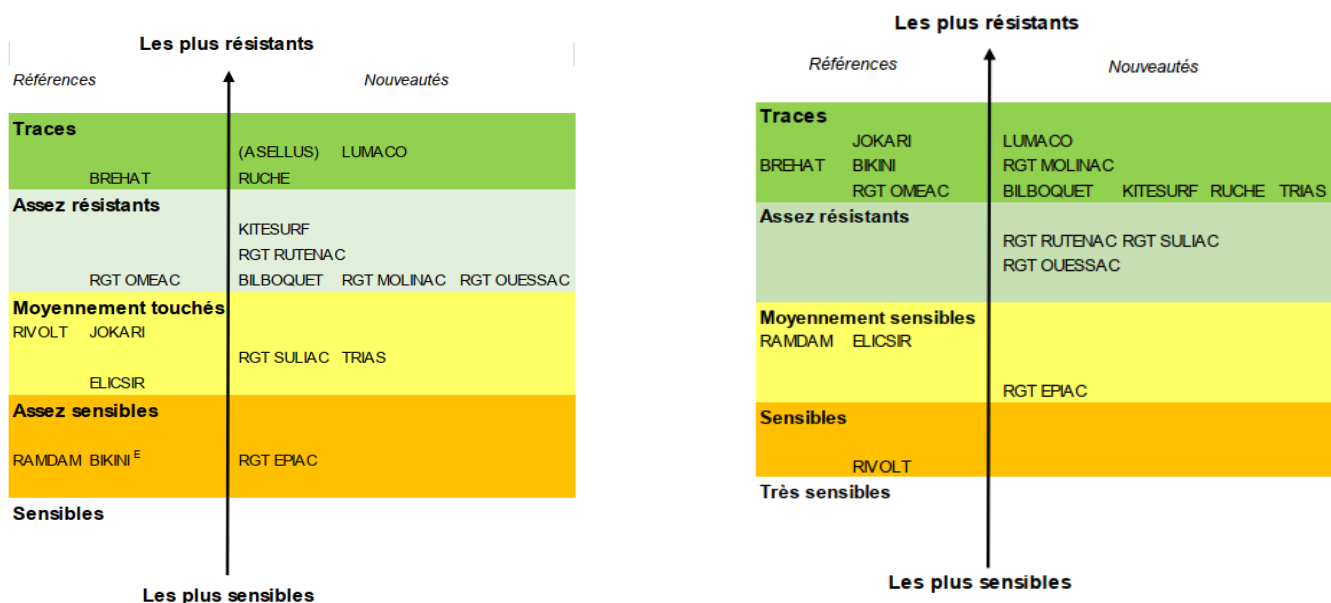 Les plus résistants
Références Nouveautés
Traces
(ASELLUS) LUMACO
BREHAT RUCHE
Assez résistants
KITESURF
RGT RUTENAC
RGT OMEAC BILBOQUET RGT MOLINAC RGT OUESSAC
Moyennement touchés
RIVOLT JOKARI
RGT SULIAC TRIAS
ELICSIR
Assez sensibles
RAMDAM BIKINI E RGT EPIAC
Sensibles
Les plus sensibles
Les plus résistants
Références Nouveautés
Traces
JOKARI LUMACO
BREHAT BIKINI RGT MOLINAC
RGT OMEAC BILBOQUET KITESURF RUCHE TRIAS
Assez résistants
RGT RUTENAC RGT SULIAC
RGT OUESSAC
Moyennement sensibles
RAMDAM ELICSIR
RGT EPIAC
Sensibles
RIVOLT
Très sensibles
Les plus sensibles